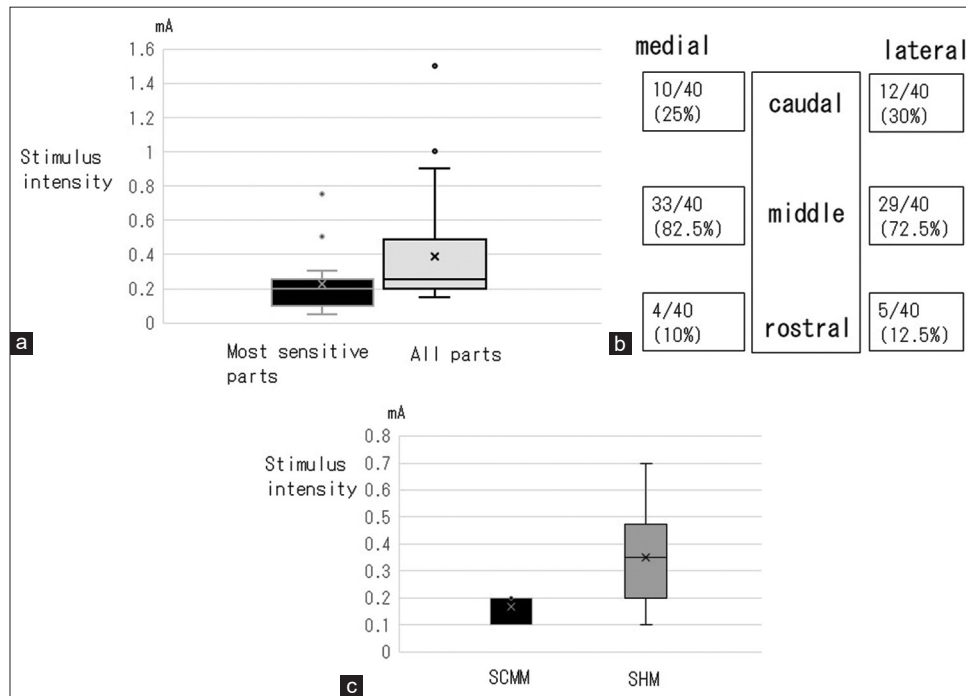 mA
1.6
1.4
1.2
1
0.8
0.6
0.4
0.2
0
Stimulus
intensity
Most sensitive
parts
All parts
a
medial
lateral
10/40
(25%)
caudal
12/40
(30%)
33/40
(82.5%)
middle
29/40
(72.5%)
4/40
(10%)
rostral
5/40
(12.5%)
b
mA
0.8
0.7
0.6
0.5
0.4
0.3
0.2
0.1
0
Stimulus
intensity
SCMM
SHM
c